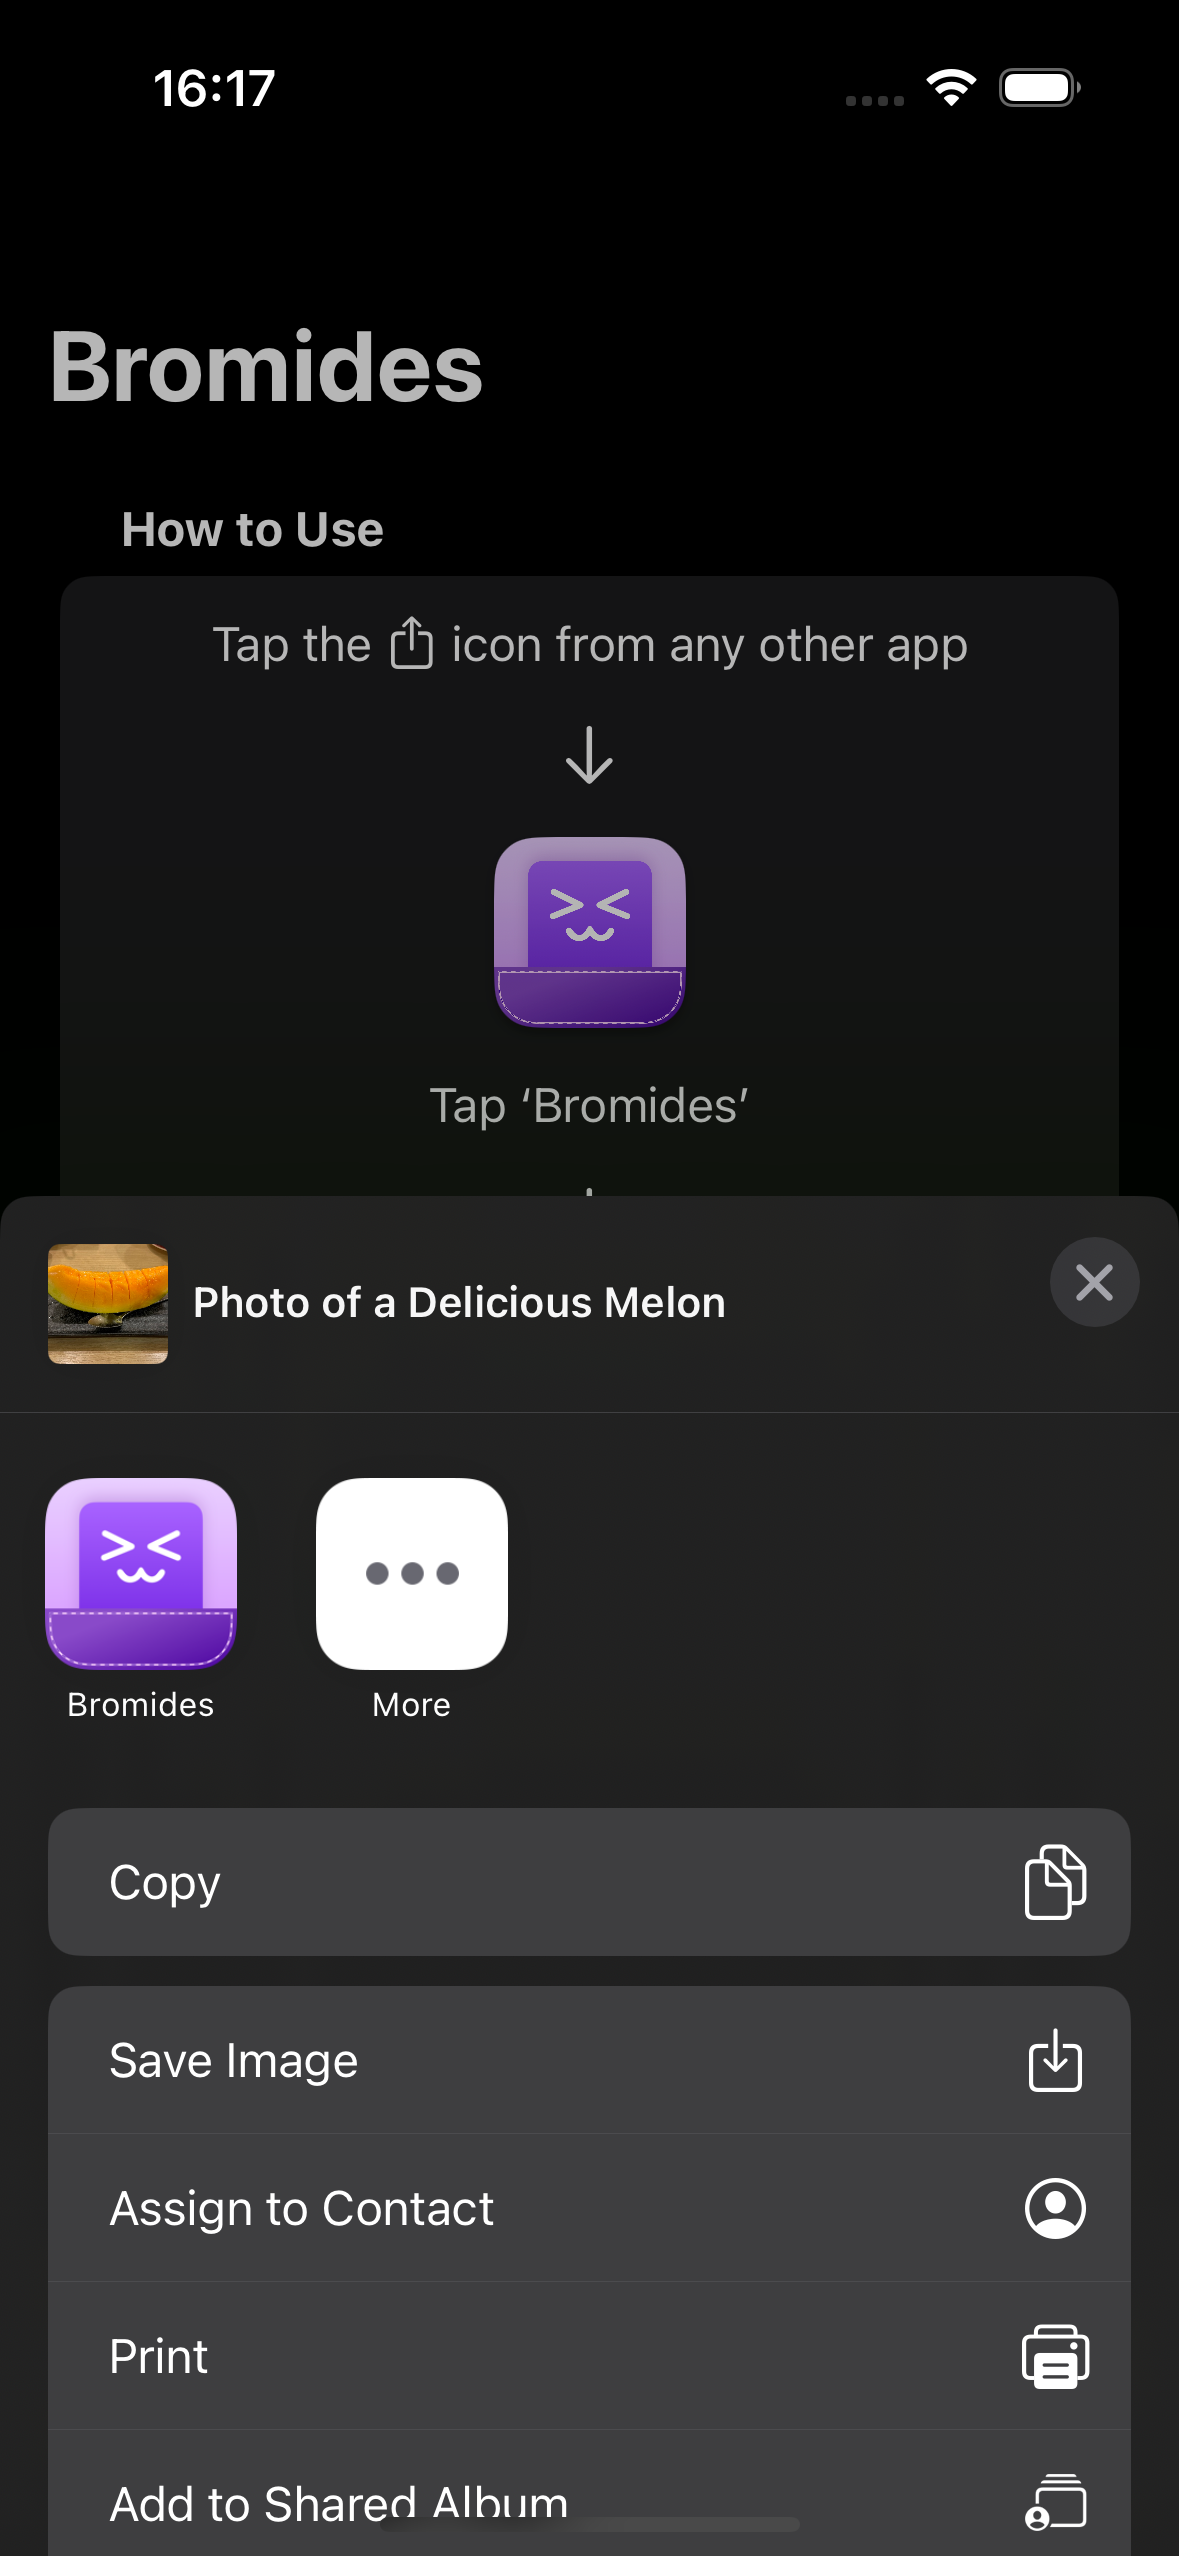 16:17
Bromides
How to Use
Tap the icon from any other app
Tap ‘Bromides’
Photo of a Delicious Melon
Bromides
More
Copy
Save Image
Assign to Contact
Print
Add to Shared Album